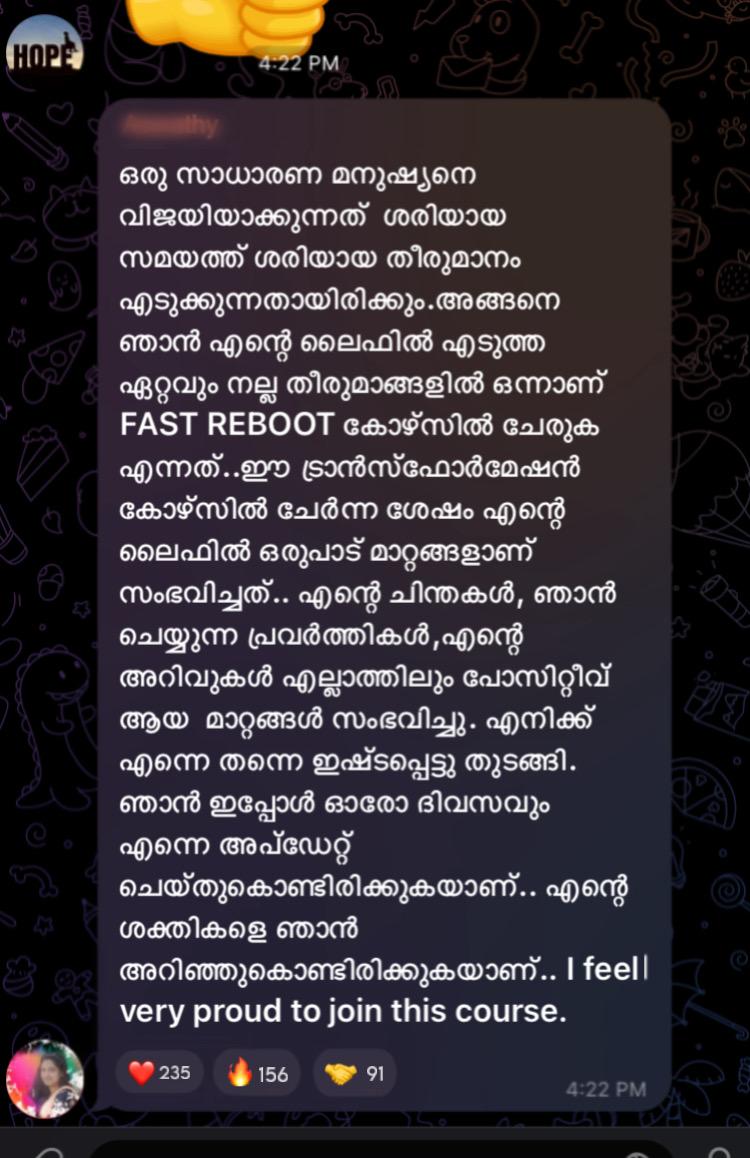 HOPE
4:22 PM
ഒരു സാധാരണ മനുഷ്യനെ
വിജയിയാക്കുന്നത് ശരിയായ
സമയത്ത് ശരിയായ തീരുമാനം
എടുക്കുന്നതായിരിക്കും.അങ്ങനെ
ഞാൻ എന്റെ ലൈഫിൽ എടുത്ത
ഏറ്റവും നല്ല തീരുമാങ്ങളിൽ ഒന്നാണ്
FAST REBOOT കോഴ്സിൽ ചേരുക
എന്നത്..ഈ ട്രാൻസ്ഫോർമേഷൻ
കോഴ്സിൽ ചേർന്ന ശേഷം എന്റെ
ലൈഫിൽ ഒരുപാട് മാറ്റങ്ങളാണ്
സംഭവിച്ചത്.. എന്റെ ചിന്തകൾ, ഞാൻ
ചെയ്യുന്ന പ്രവർത്തികൾ,എന്റെ
അറിവുകൾ എല്ലാത്തിലും പോസിറ്റീവ്
ആയ മാറ്റങ്ങൾ സംഭവിച്ചു. എനിക്ക്
എന്നെ തന്നെ ഇഷ്ടപ്പെട്ടു തുടങ്ങി.
ഞാൻ ഇപ്പോൾ ഓരോ ദിവസവും
എന്നെ അപ്ഡേറ്റ്
ചെയ്തുകൊണ്ടിരിക്കുകയാണ്.. എന്റെ
ശക്തികളെ ഞാൻ
അറിഞ്ഞുകൊണ്ടിരിക്കുകയാണ്.. I feel
very proud to join this course.
235 156 91
4:22 PM